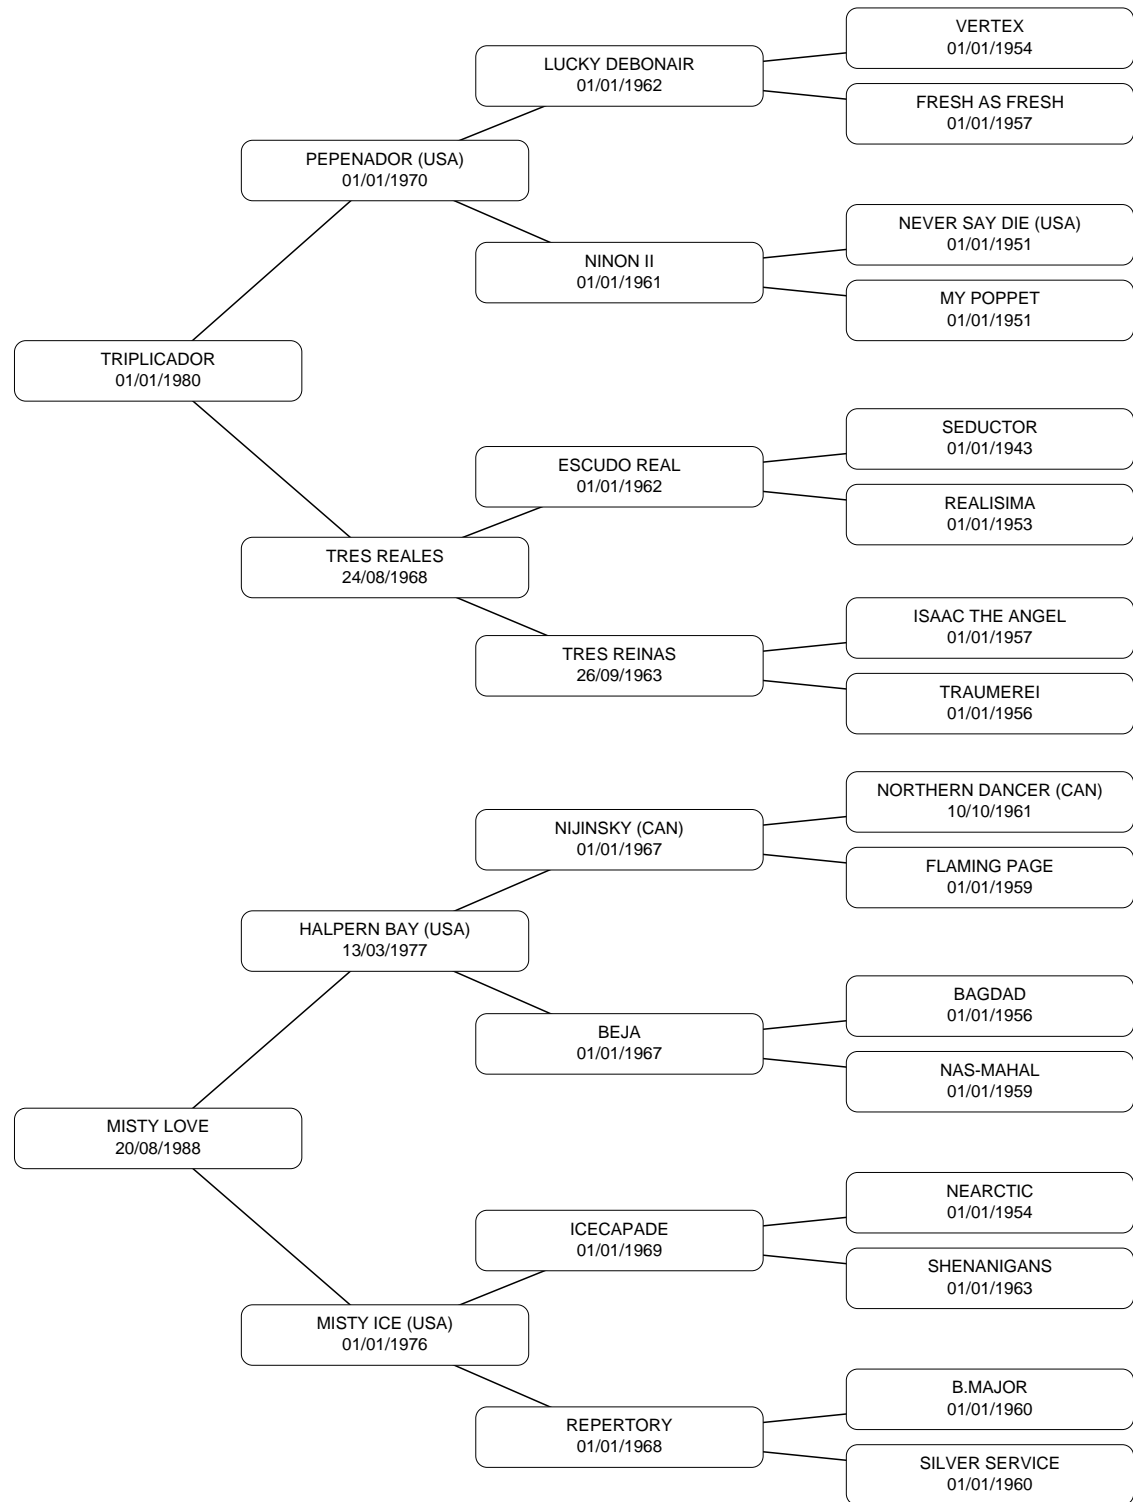 VERTEX
01/01/1954
LUCKY DEBONAIR
01/01/1962
FRESH AS FRESH
01/01/1957
PEPENADOR (USA)
01/01/1970
NEVER SAY DIE (USA)
01/01/1951
NINON II
01/01/1961
MY POPPET
01/01/1951
TRIPLICADOR
01/01/1980
SEDUCTOR
01/01/1943
ESCUDO REAL
01/01/1962
REALISIMA
01/01/1953
TRES REALES
24/08/1968
ISAAC THE ANGEL
01/01/1957
TRES REINAS
26/09/1963
TRAUMEREI
01/01/1956
NORTHERN DANCER (CAN)
10/10/1961
NIJINSKY (CAN)
01/01/1967
FLAMING PAGE
01/01/1959
HALPERN BAY (USA)
13/03/1977
BAGDAD
01/01/1956
BEJA
01/01/1967
NAS-MAHAL
01/01/1959
MISTY LOVE
20/08/1988
NEARCTIC
01/01/1954
ICECAPADE
01/01/1969
SHENANIGANS
01/01/1963
MISTY ICE (USA)
01/01/1976
B.MAJOR
01/01/1960
REPERTORY
01/01/1968
SILVER SERVICE
01/01/1960